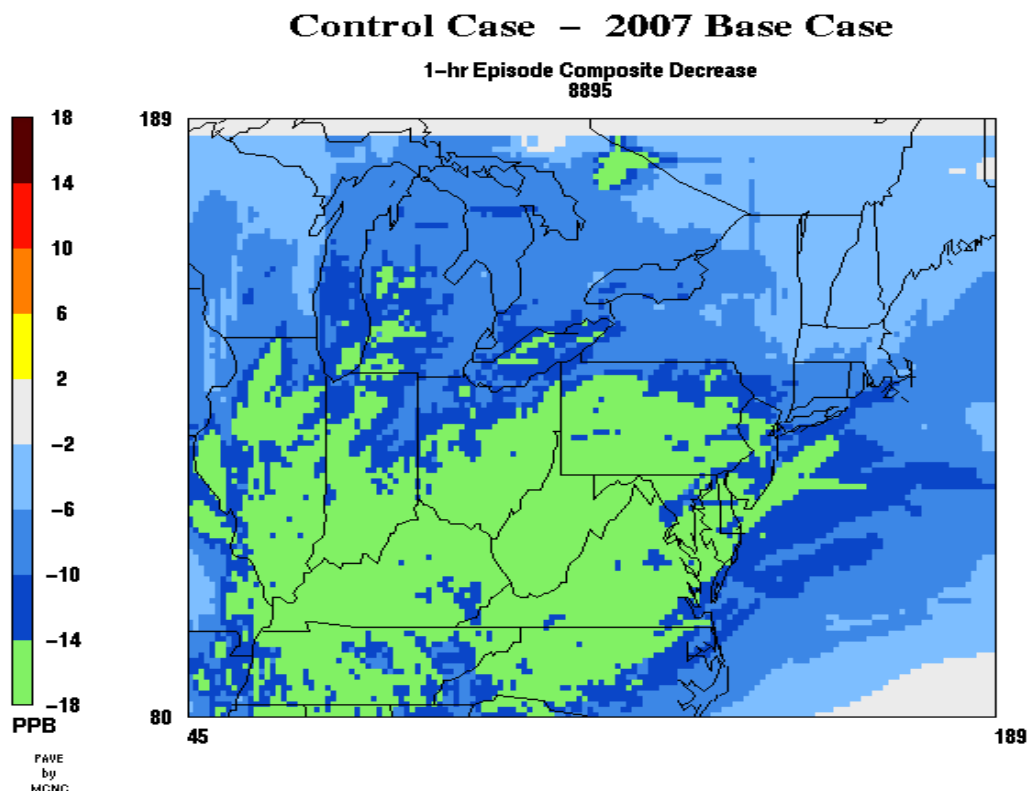 Control Case – 2007 Base Case
1–hr Episode Composite Decrease
8895
18
14
10
6
2
−2
−6
−10
−14
−18
PPB
PAVE
by
MCNC
189
80
45
189